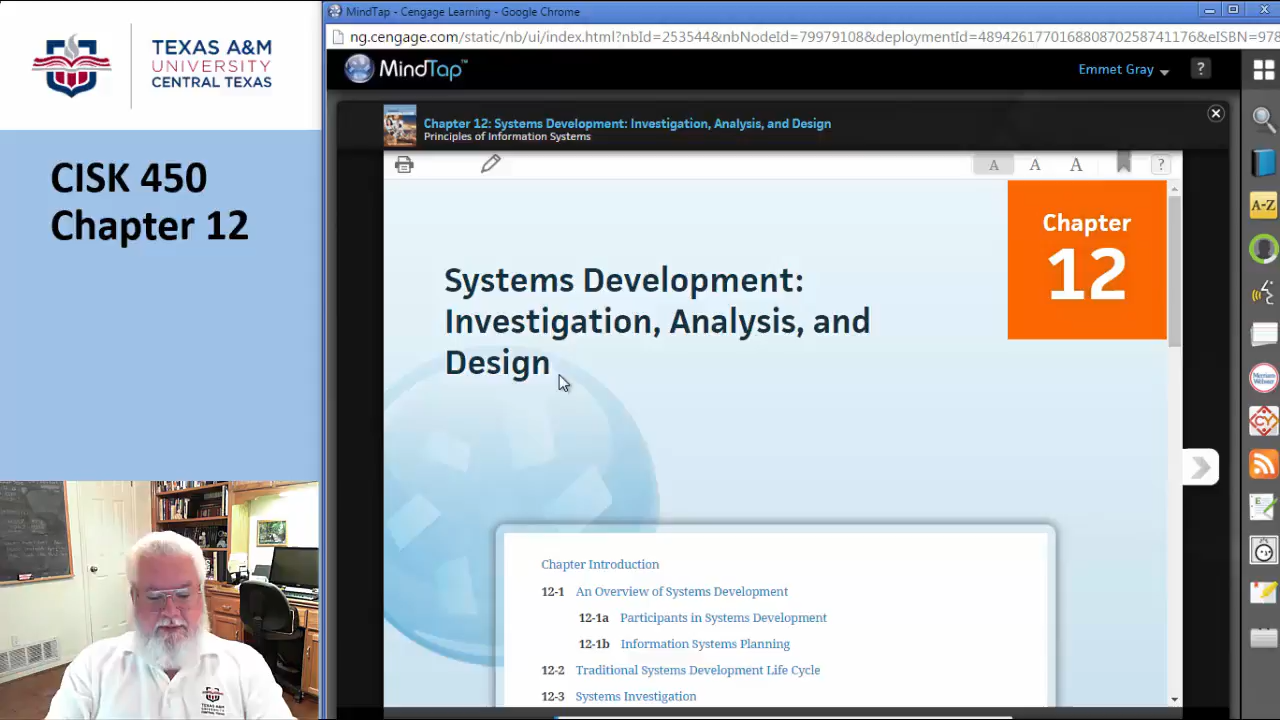 TEXAS A&M
UNIVERSITY
CENTRAL TEXAS
CISK 450
Chapter 12
MindTap - Cengage Learning - Google Chrome
ng.cengage.com/static/nb/ui/index.html?nbId=253544&nbNodeId=79979108&deploymentId=4894261770168808702587411​76&eISBN=978
MindTap™
Emmet Gray
?
Chapter 12: Systems Development: Investigation, Analysis, and Design
Principles of Information Systems
A A A ?
Chapter
12
Systems Development:
Investigation, Analysis, and
Design
Chapter Introduction
12-1 An Overview of Systems Development
12-1a Participants in Systems Development
12-1b Information Systems Planning
12-2 Traditional Systems Development Life Cycle
12-3 Systems Investigation
A-Z
Merriam
Webster
CY